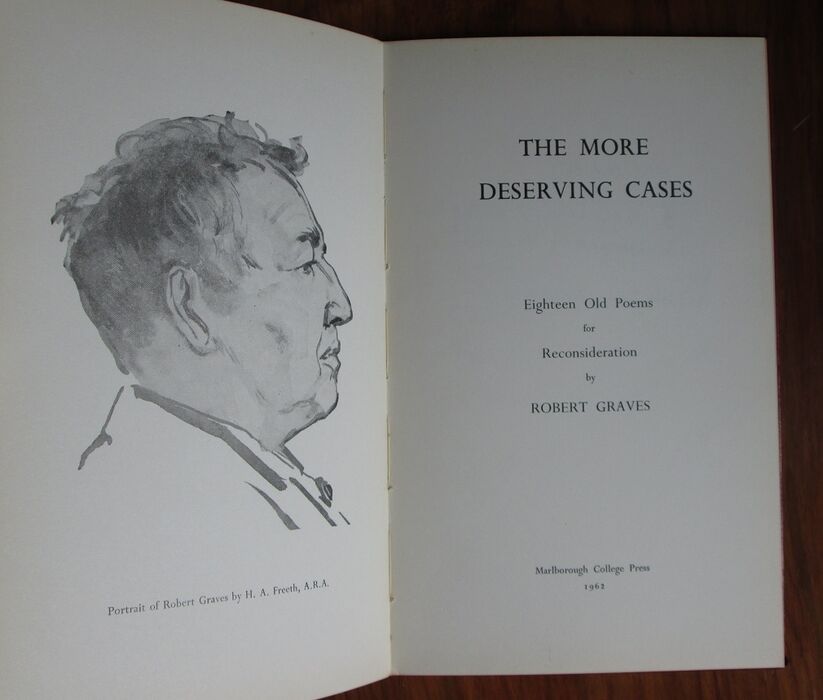 Portrait of Robert Graves by H. A. Freeth, A.R.A.
THE MORE
DESERVING CASES
Eighteen Old Poems
for
Reconsideration
by
ROBERT GRAVES
Marlborough College Press
1962